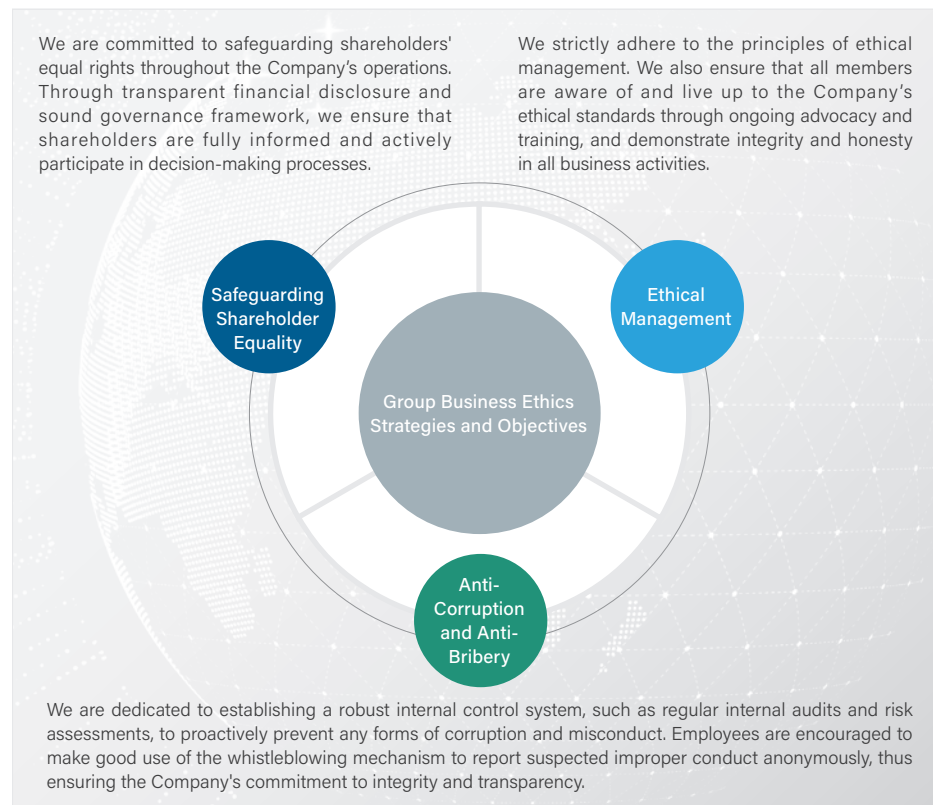 We are committed to safeguarding shareholders'
equal rights throughout the Company's operations.
Through transparent financial disclosure and
sound governance framework, we ensure that
shareholders are fully informed and actively
participate in decision-making processes.
We strictly adhere to the principles of ethical
management. We also ensure that all members
are aware of and live up to the Company's
ethical standards through ongoing advocacy and
training, and demonstrate integrity and honesty
in all business activities.
Safeguarding
Shareholder
Equality
Ethical
Management
Group Business Ethics
Strategies and Objectives
Anti-
Corruption
and Anti-
Bribery
We are dedicated to establishing a robust internal control system, such as regular internal audits and risk
assessments, to proactively prevent any forms of corruption and misconduct. Employees are encouraged to
make good use of the whistleblowing mechanism to report suspected improper conduct anonymously, thus
ensuring the Company's commitment to integrity and transparency.